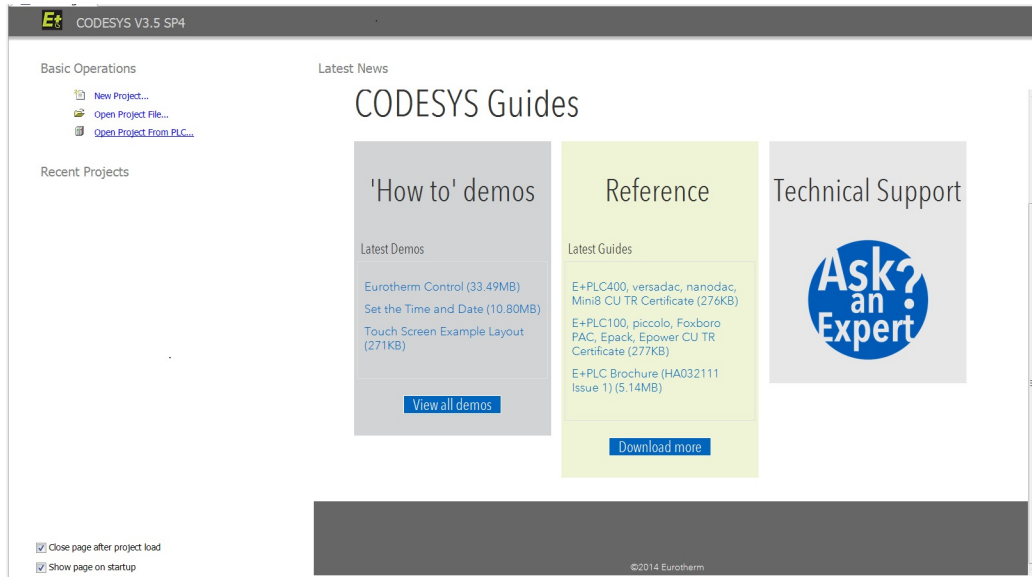 E+ CODESYS V3.5 SP4
Basic Operations
New Project...
Open Project File...
Open Project From PLC...
Recent Projects
Close page after project load
Show page on startup
Latest News
CODESYS Guides
'How to' demos
Latest Demos
Eurotherm Control (33.49MB)
Set the Time and Date (10.80MB)
Touch Screen Example Layout
(271KB)
View all demos
Reference
Latest Guides
E+PLC400, versadac, nanodac,
Mini8 CU TR Certificate (276KB)
E+PLC100, piccolo, Foxboro
PAC, Epack, Epower CU TR
Certificate (277KB)
E+PLC Brochure (HA032111
Issue 1) (5.14MB)
Download more
Technical Support
Ask?
an
Expert
©2014 Eurotherm